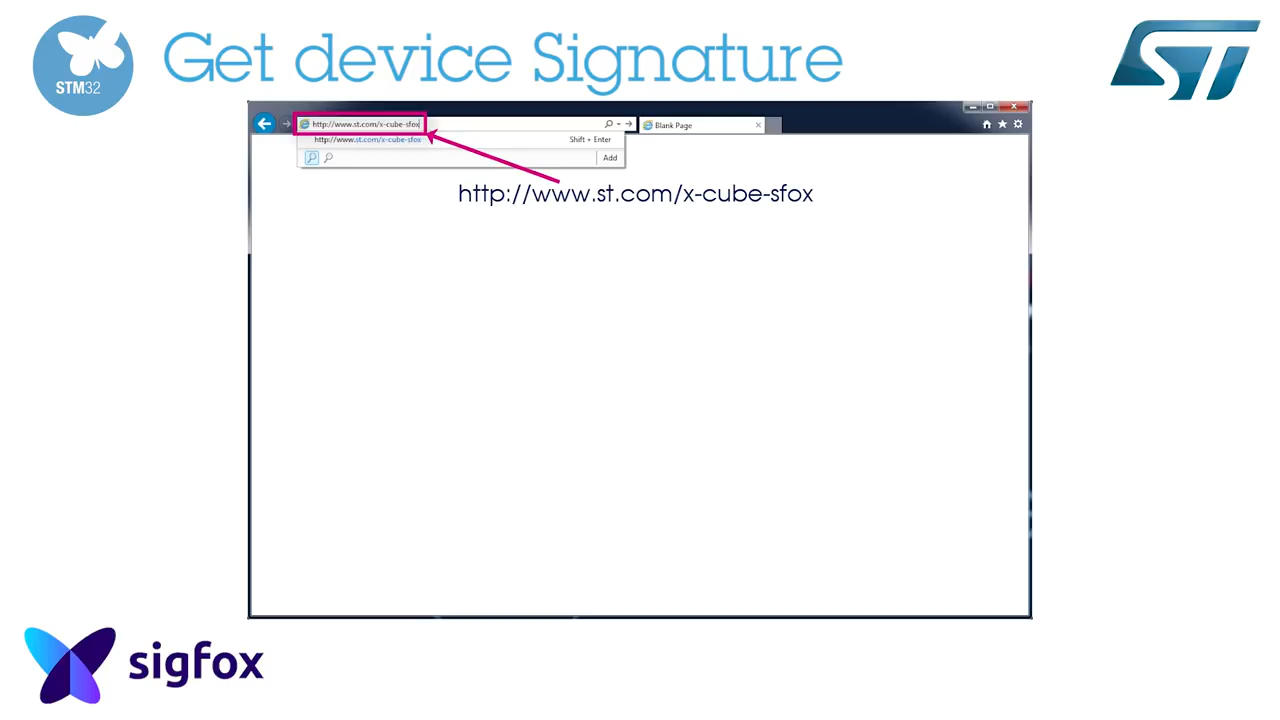 Get device Signature
STM32
ST
http://www.st.com/x-cube-sfox
Blank Page
http://www.st.com/x-cube-sfox
Shift + Enter
Add
http://www.st.com/x-cube-sfox
sigfox